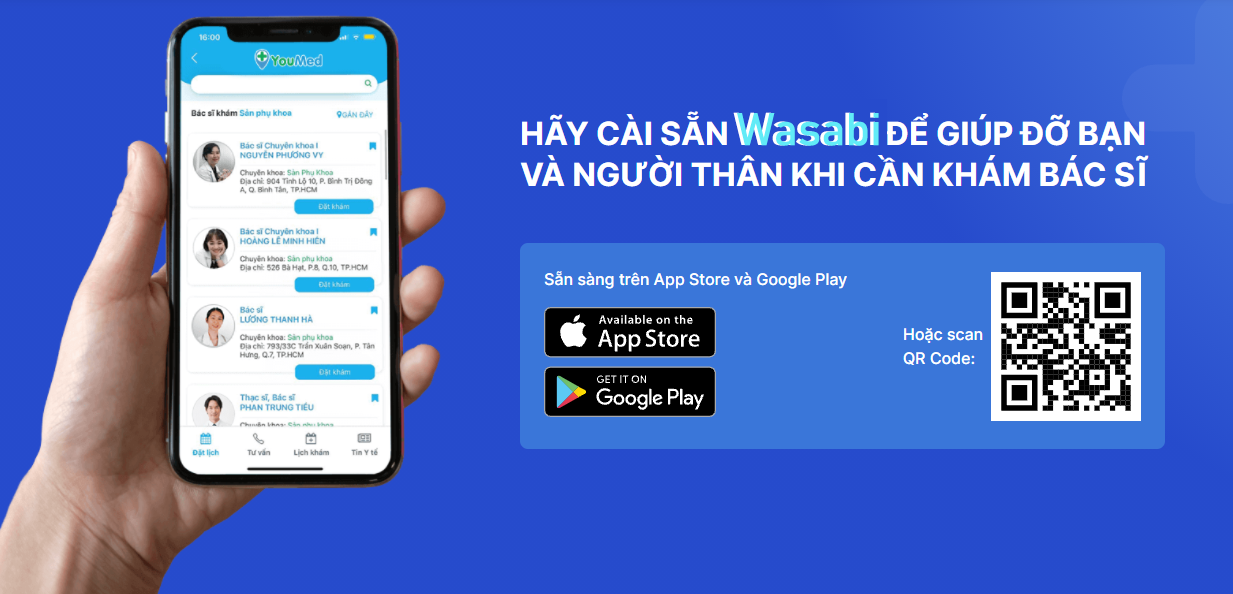 16:00
YouMed
Bác sĩ khám Sản phụ khoa
GẦN ĐÂY
Bác sĩ Chuyên khoa I
NGUYỄN PHƯƠNG VY
Chuyên khoa: Sản Phụ Khoa
Địa chỉ: 904 Tỉnh Lộ 10, P. Bình Trị Đông
A, Q. Bình Tân, TP.HCM
Đặt khám
Bác sĩ Chuyên khoa I
HOÀNG LÊ MINH HIỀN
Chuyên khoa: Sản phụ khoa
Địa chỉ: 526 Bà Hạt, P.8, Q.10, TP.HCM
Đặt khám
Bác sĩ
LƯƠNG THANH HÀ
Chuyên khoa: Sản phụ khoa
Địa chỉ: 793/33C Trần Xuân Soạn, P. Tân
Hưng, Q.7, TP.HCM
Đặt khám
Thạc sĩ, Bác sĩ
PHAN TRUNG TIẾU
Chuyên khoa: Sản phụ khoa
Đặt lịch
Tư vấn
Lịch khám
Tin Y tế
HÃY CÀI SẴN Wasabi ĐỂ GIÚP ĐỠ BẠN
VÀ NGƯỜI THÂN KHI CẦN KHÁM BÁC SĨ
Sẵn sàng trên App Store và Google Play
Available on the
App Store
GET IT ON
Google Play
Hoặc scan
QR Code: